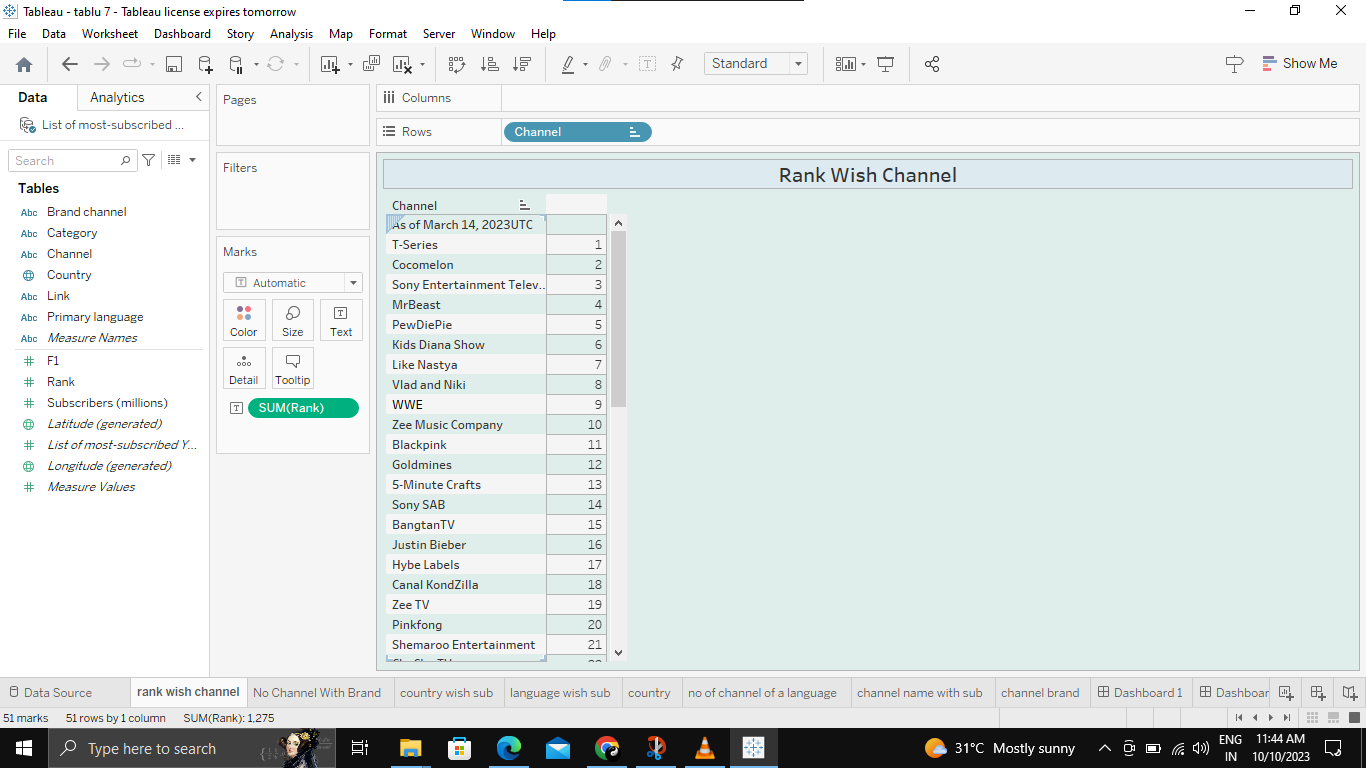 Tableau - tablu 7 - Tableau license expires tomorrow
File Data Worksheet Dashboard Story Analysis Map Format Server Window Help
Standard
Show Me
Data Analytics
List of most-subscribed ...
Search
Tables
Abc Brand channel
Abc Category
Abc Channel
Country
Abc Link
Abc Primary language
Abc Measure Names
F1
Rank
Subscribers (millions)
Latitude (generated)
List of most-subscribed Y...
Longitude (generated)
Measure Values
Pages
Filters
Marks
Automatic
Color Size Text
Detail Tooltip
SUM(Rank)
Columns
Rows Channel
Rank Wish Channel
Channel
As of March 14, 2023UTC
T-Series 1
Cocomelon 2
Sony Entertainment Telev.. 3
MrBeast 4
PewDiePie 5
Kids Diana Show 6
Like Nastya 7
Vlad and Niki 8
WWE 9
Zee Music Company 10
Blackpink 11
Goldmines 12
5-Minute Crafts 13
Sony SAB 14
BangtanTV 15
Justin Bieber 16
Hybe Labels 17
Canal KondZilla 18
Zee TV 19
Pinkfong 20
Shemaroo Entertainment 21
Data Source rank wish channel No Channel With Brand country wish sub language wish sub country no of channel of a language channel name with sub channel brand Dashboard 1 Dashboar
51 marks 51 rows by 1 column SUM(Rank): 1,275
Type here to search
31°C Mostly sunny
ENG
IN
11:44 AM
10/10/2023